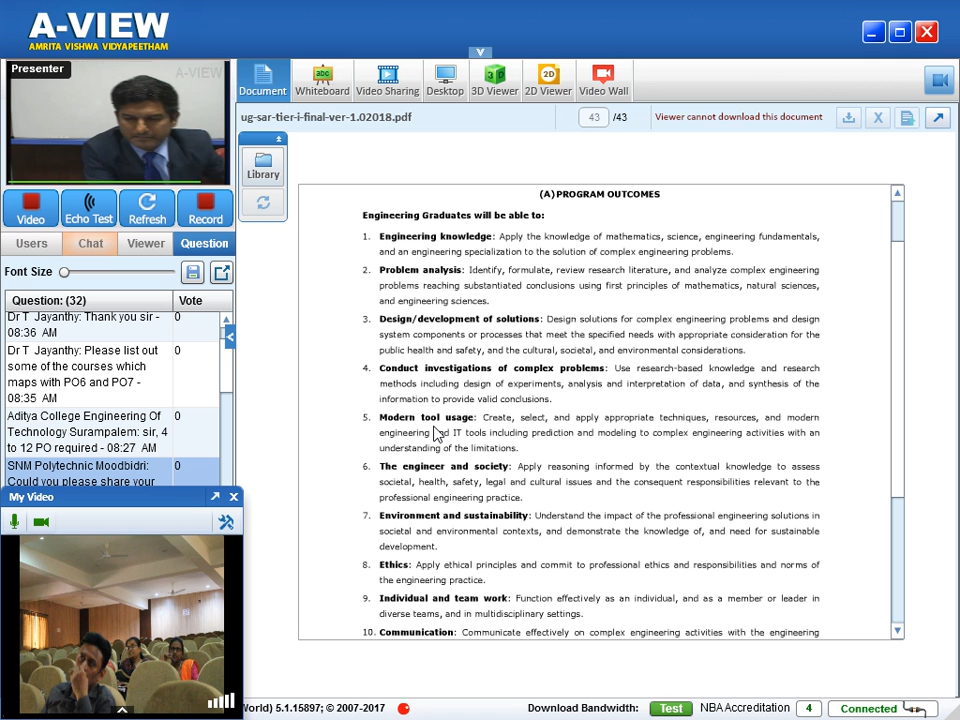 A-VIEW
AMRITA VISHWA VIDYAPEETHAM
Presenter
A-VIEW
Document
Whiteboard
Video Sharing
Desktop
3D Viewer
2D Viewer
Video Wall
ug-sar-tier-i-final-ver-1.02018.pdf
43 /43
Viewer cannot download this document
Library
Video
Echo Test
Refresh
Record
Users
Chat
Viewer
Question
Font Size
Question: (32) Vote
Dr T Jayanthy: Thank you sir - 0
08:36 AM
Dr T Jayanthy: Please list out 0
some of the courses which
maps with PO6 and PO7 -
08:35 AM
Aditya College Engineering Of 0
Technology Surampalem: sir, 4
to 12 PO required - 08:27 AM
SNM Polytechnic Moodbidri: 0
Could you please share your
My Video
(A)PROGRAM OUTCOMES
Engineering Graduates will be able to:
1. Engineering knowledge: Apply the knowledge of mathematics, science, engineering fundamentals,
and an engineering specialization to the solution of complex engineering problems.
2. Problem analysis: Identify, formulate, review research literature, and analyze complex engineering
problems reaching substantiated conclusions using first principles of mathematics, natural sciences,
and engineering sciences.
3. Design/development of solutions: Design solutions for complex engineering problems and design
system components or processes that meet the specified needs with appropriate consideration for the
public health and safety, and the cultural, societal, and environmental considerations.
4. Conduct investigations of complex problems: Use research-based knowledge and research
methods including design of experiments, analysis and interpretation of data, and synthesis of the
information to provide valid conclusions.
5. Modern tool usage: Create, select, and apply appropriate techniques, resources, and modern
engineering and IT tools including prediction and modeling to complex engineering activities with an
understanding of the limitations.
6. The engineer and society: Apply reasoning informed by the contextual knowledge to assess
societal, health, safety, legal and cultural issues and the consequent responsibilities relevant to the
professional engineering practice.
7. Environment and sustainability: Understand the impact of the professional engineering solutions in
societal and environmental contexts, and demonstrate the knowledge of, and need for sustainable
development.
8. Ethics: Apply ethical principles and commit to professional ethics and responsibilities and norms of
the engineering practice.
9. Individual and team work: Function effectively as an individual, and as a member or leader in
diverse teams, and in multidisciplinary settings.
10. Communication: Communicate effectively on complex engineering activities with the engineering
World) 5.1.15897; © 2007-2017
Download Bandwidth:
Test
NBA Accreditation
4
Connected